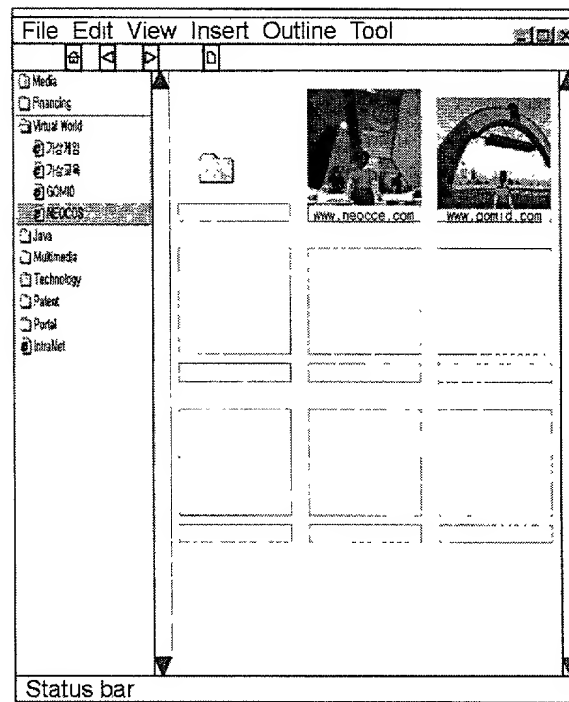 File Edit View Insert Outline Tool
Media
Financing
Virtual World
가상게임
가상교육
GOMID
NEOCOS
Java
Multimedia
Technology
Patent
Portal
IntraNet
www.neocce.com
www.gomid.com
Status bar